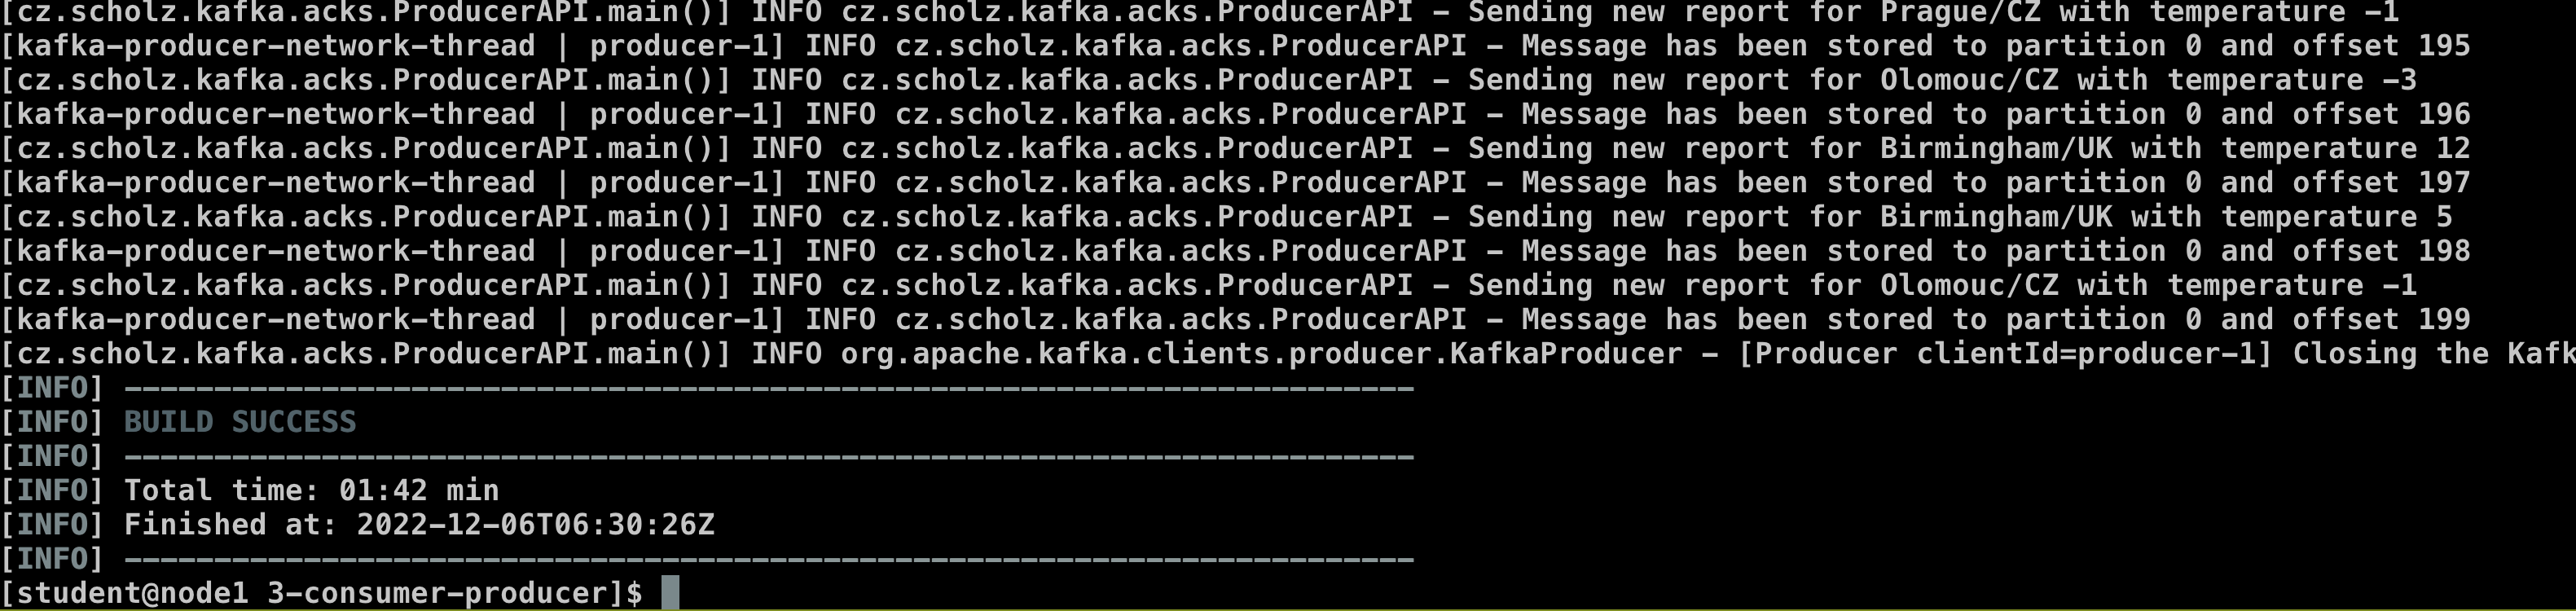 [cz.scholz.kafka.acks.ProducerAPI.main()] INFO cz.scholz.kafka.acks.ProducerAPI - Sending new report for Prague/CZ with temperature -1
[kafka-producer-network-thread | producer-1] INFO cz.scholz.kafka.acks.ProducerAPI - Message has been stored to partition 0 and offset 195
[cz.scholz.kafka.acks.ProducerAPI.main()] INFO cz.scholz.kafka.acks.ProducerAPI - Sending new report for Olomouc/CZ with temperature -3
[kafka-producer-network-thread | producer-1] INFO cz.scholz.kafka.acks.ProducerAPI - Message has been stored to partition 0 and offset 196
[cz.scholz.kafka.acks.ProducerAPI.main()] INFO cz.scholz.kafka.acks.ProducerAPI - Sending new report for Birmingham/UK with temperature 12
[kafka-producer-network-thread | producer-1] INFO cz.scholz.kafka.acks.ProducerAPI - Message has been stored to partition 0 and offset 197
[cz.scholz.kafka.acks.ProducerAPI.main()] INFO cz.scholz.kafka.acks.ProducerAPI - Sending new report for Birmingham/UK with temperature 5
[kafka-producer-network-thread | producer-1] INFO cz.scholz.kafka.acks.ProducerAPI - Message has been stored to partition 0 and offset 198
[cz.scholz.kafka.acks.ProducerAPI.main()] INFO cz.scholz.kafka.acks.ProducerAPI - Sending new report for Olomouc/CZ with temperature -1
[kafka-producer-network-thread | producer-1] INFO cz.scholz.kafka.acks.ProducerAPI - Message has been stored to partition 0 and offset 199
[cz.scholz.kafka.acks.ProducerAPI.main()] INFO org.apache.kafka.clients.producer.KafkaProducer - [Producer clientId=producer-1] Closing the Kafk
[INFO] ------------------------------------------------------------------------
[INFO] BUILD SUCCESS
[INFO] ------------------------------------------------------------------------
[INFO] Total time: 01:42 min
[INFO] Finished at: 2022-12-06T06:30:26Z
[INFO] ------------------------------------------------------------------------
[student@node1 3-consumer-producer]$